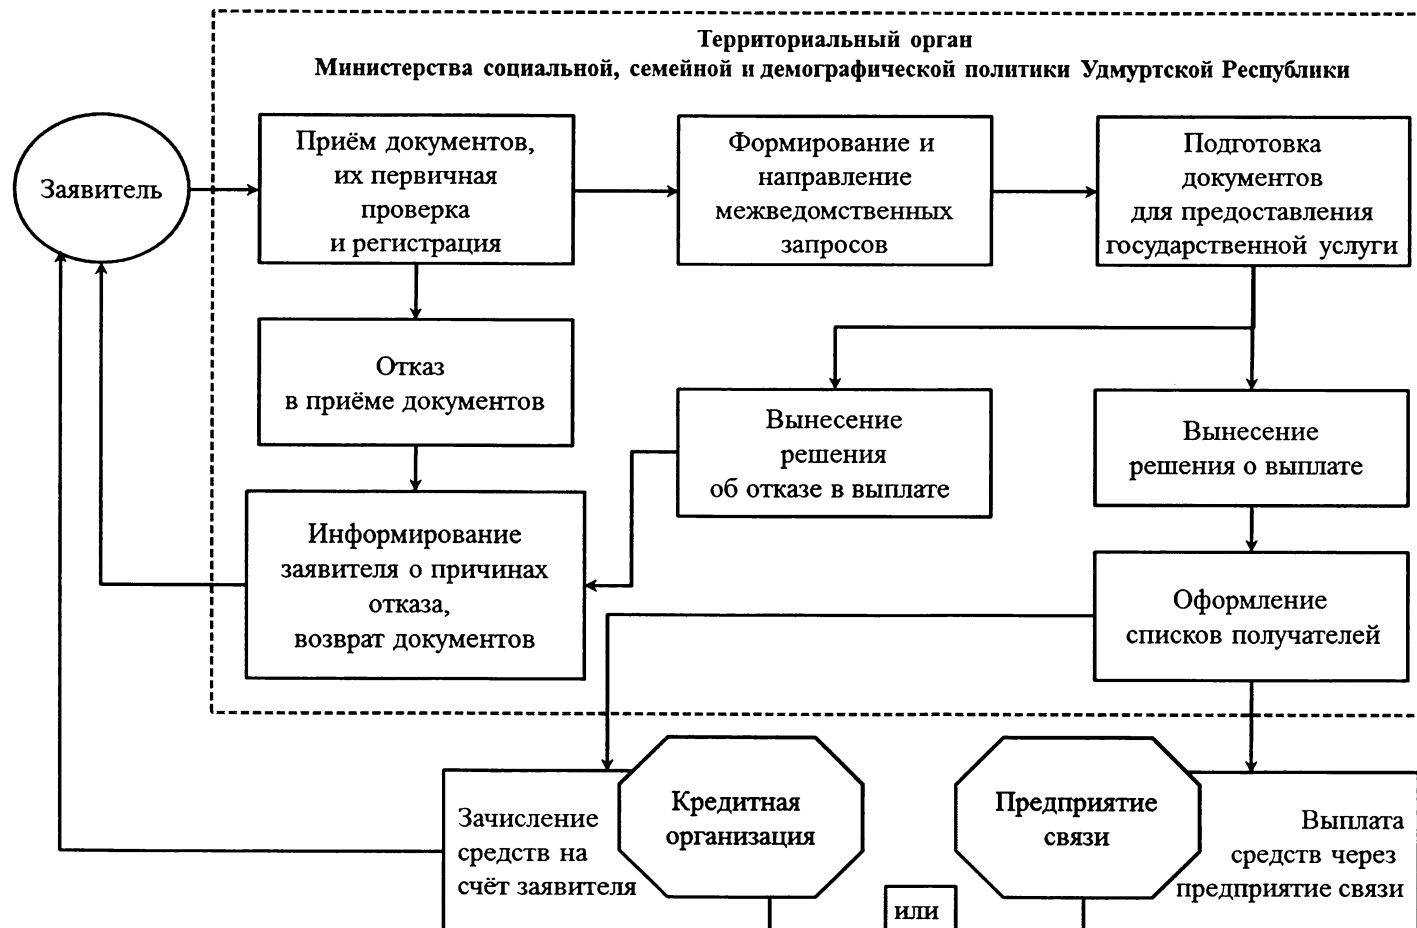 Территориальный орган
Министерства социальной, семейной и демографической политики Удмуртской Республики
Заявитель
Приём документов,
их первичная
проверка
и регистрация
Формирование и
направление
межведомственных
запросов
Подготовка
документов
для предоставления
государственной услуги
Отказ
в приёме документов
Вынесение
решения
об отказе в выплате
Вынесение
решения о выплате
Информирование
заявителя о причинах
отказа,
возврат документов
Оформление
списков получателей
Зачисление
средств на
счёт заявителя
Кредитная
организация
или
Предприятие
связи
Выплата
средств через
предприятие связи